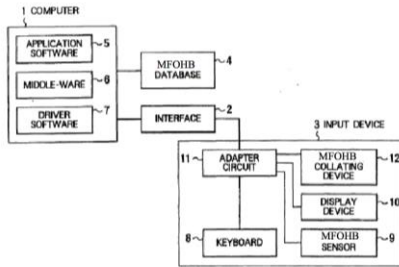 1 COMPUTER
APPLICATION
SOFTWARE
5
MIDDLE-WARE
6
DRIVER
SOFTWARE
7
MFOHB
DATABASE
4
INTERFACE
2
3 INPUT DEVICE
11
ADAPTER
CIRCUIT
MFOHB
COLLATING
DEVICE
12
DISPLAY
DEVICE
10
8
KEYBOARD
MFOHB
SENSOR
9